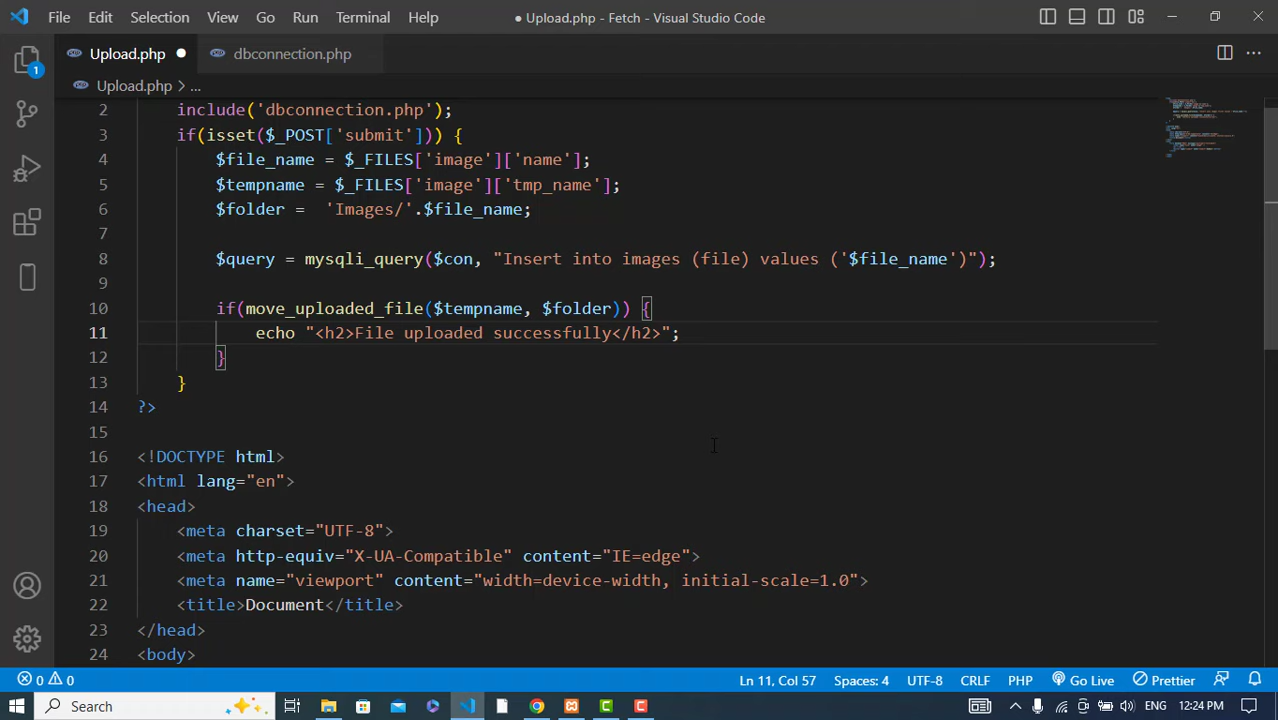 File Edit Selection View Go Run Terminal Help ● Upload.php - Fetch - Visual Studio Code
Upload.php ● dbconnection.php
Upload.php > ...
1
2 include('dbconnection.php');
3 if(isset($_POST['submit'])) {
4 $file_name = $_FILES['image']['name'];
5 $tempname = $_FILES['image']['tmp_name'];
6 $folder = 'Images/'.$file_name;
7
8 $query = mysqli_query($con, "Insert into images (file) values ('$file_name')");
9
10 if(move_uploaded_file($tempname, $folder)) {
11 echo "<h2>File uploaded successfully</h2>";
12 }
13 }
14 ?>
15
16 <!DOCTYPE html>
17 <html lang="en">
18 <head>
19 <meta charset="UTF-8">
20 <meta http-equiv="X-UA-Compatible" content="IE=edge">
21 <meta name="viewport" content="width=device-width, initial-scale=1.0">
22 <title>Document</title>
23 </head>
24 <body>
0 0 Ln 11, Col 57 Spaces: 4 UTF-8 CRLF PHP Go Live Prettier
Search ENG 12:24 PM